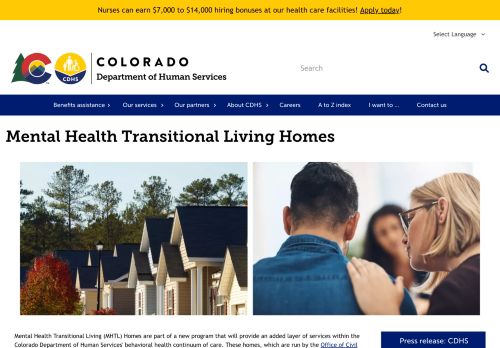 Nurses can earn $7,000 to $14,000 hiring bonuses at our health care facilities! Apply today!
Select Language
C
CDHS
COLORADO
Department of Human Services
Search
Benefits assistance
Our services
Our partners
About CDHS
Careers
A to Z index
I want to ...
Contact us
Mental Health Transitional Living Homes
Mental Health Transitional Living (MHTL) Homes are part of a new program that will provide an added layer of services within the
Colorado Department of Human Services' behavioral health continuum of care. These homes, which are run by the Office of Civil
Press release: CDHS